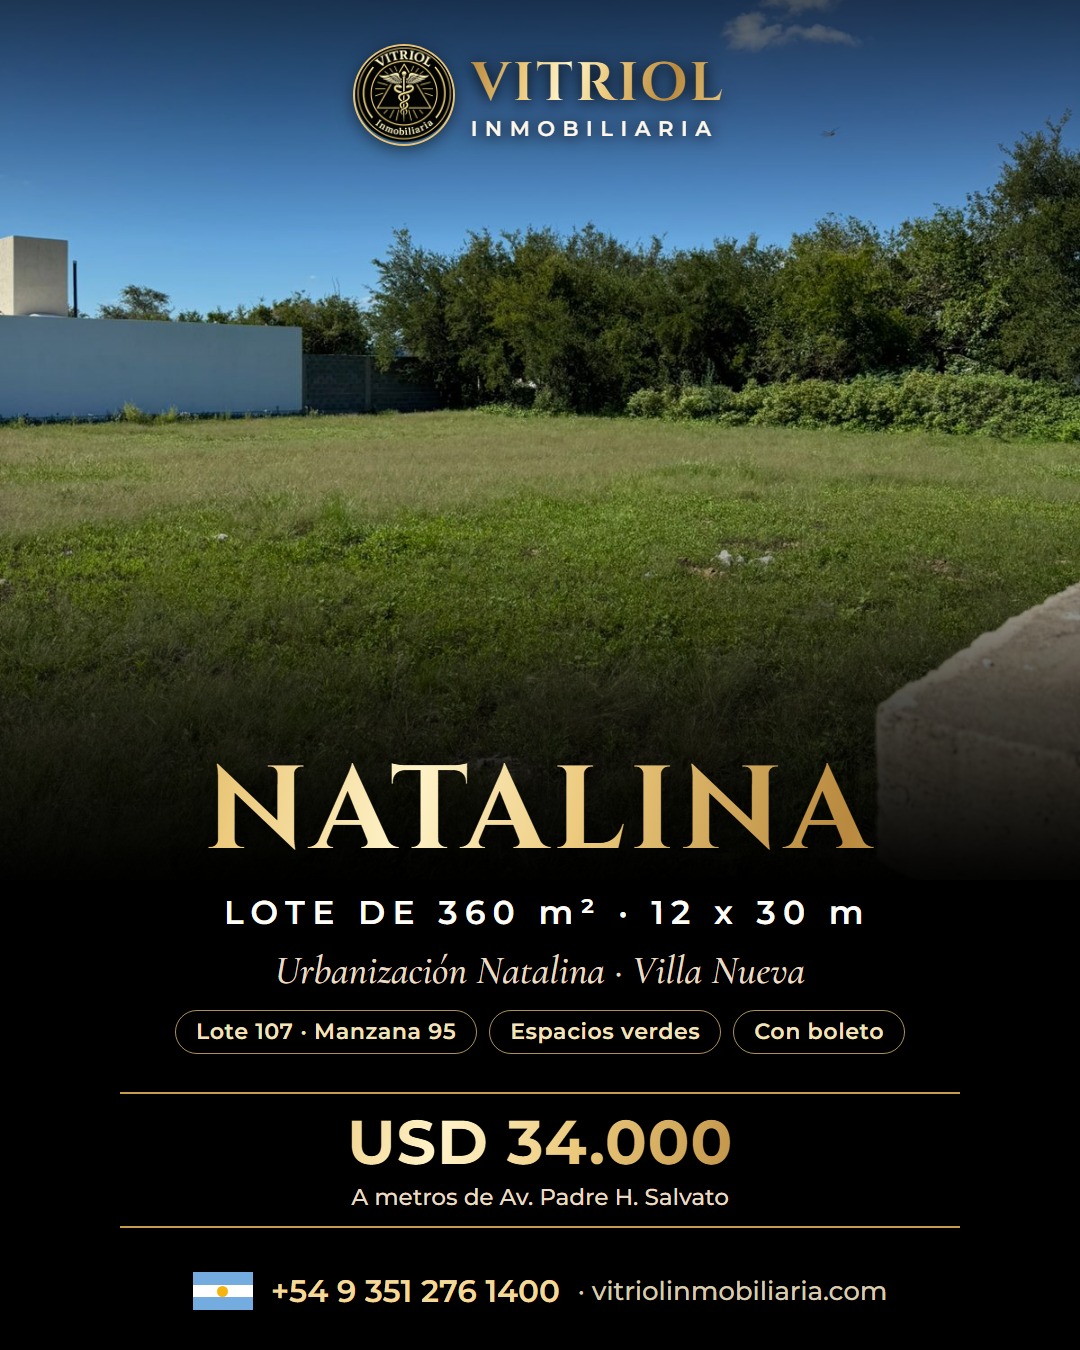 VITRIOL
Inmobiliaria
VITRIOL
INMOBILIARIA
NATALINA
LOTE DE 360 m² · 12 x 30 m
Urbanización Natalina · Villa Nueva
Lote 107 · Manzana 95 Espacios verdes Con boleto
USD 34.000
A metros de Av. Padre H. Salvato
+54 9 351 276 1400 · vitriolinmobiliaria.com